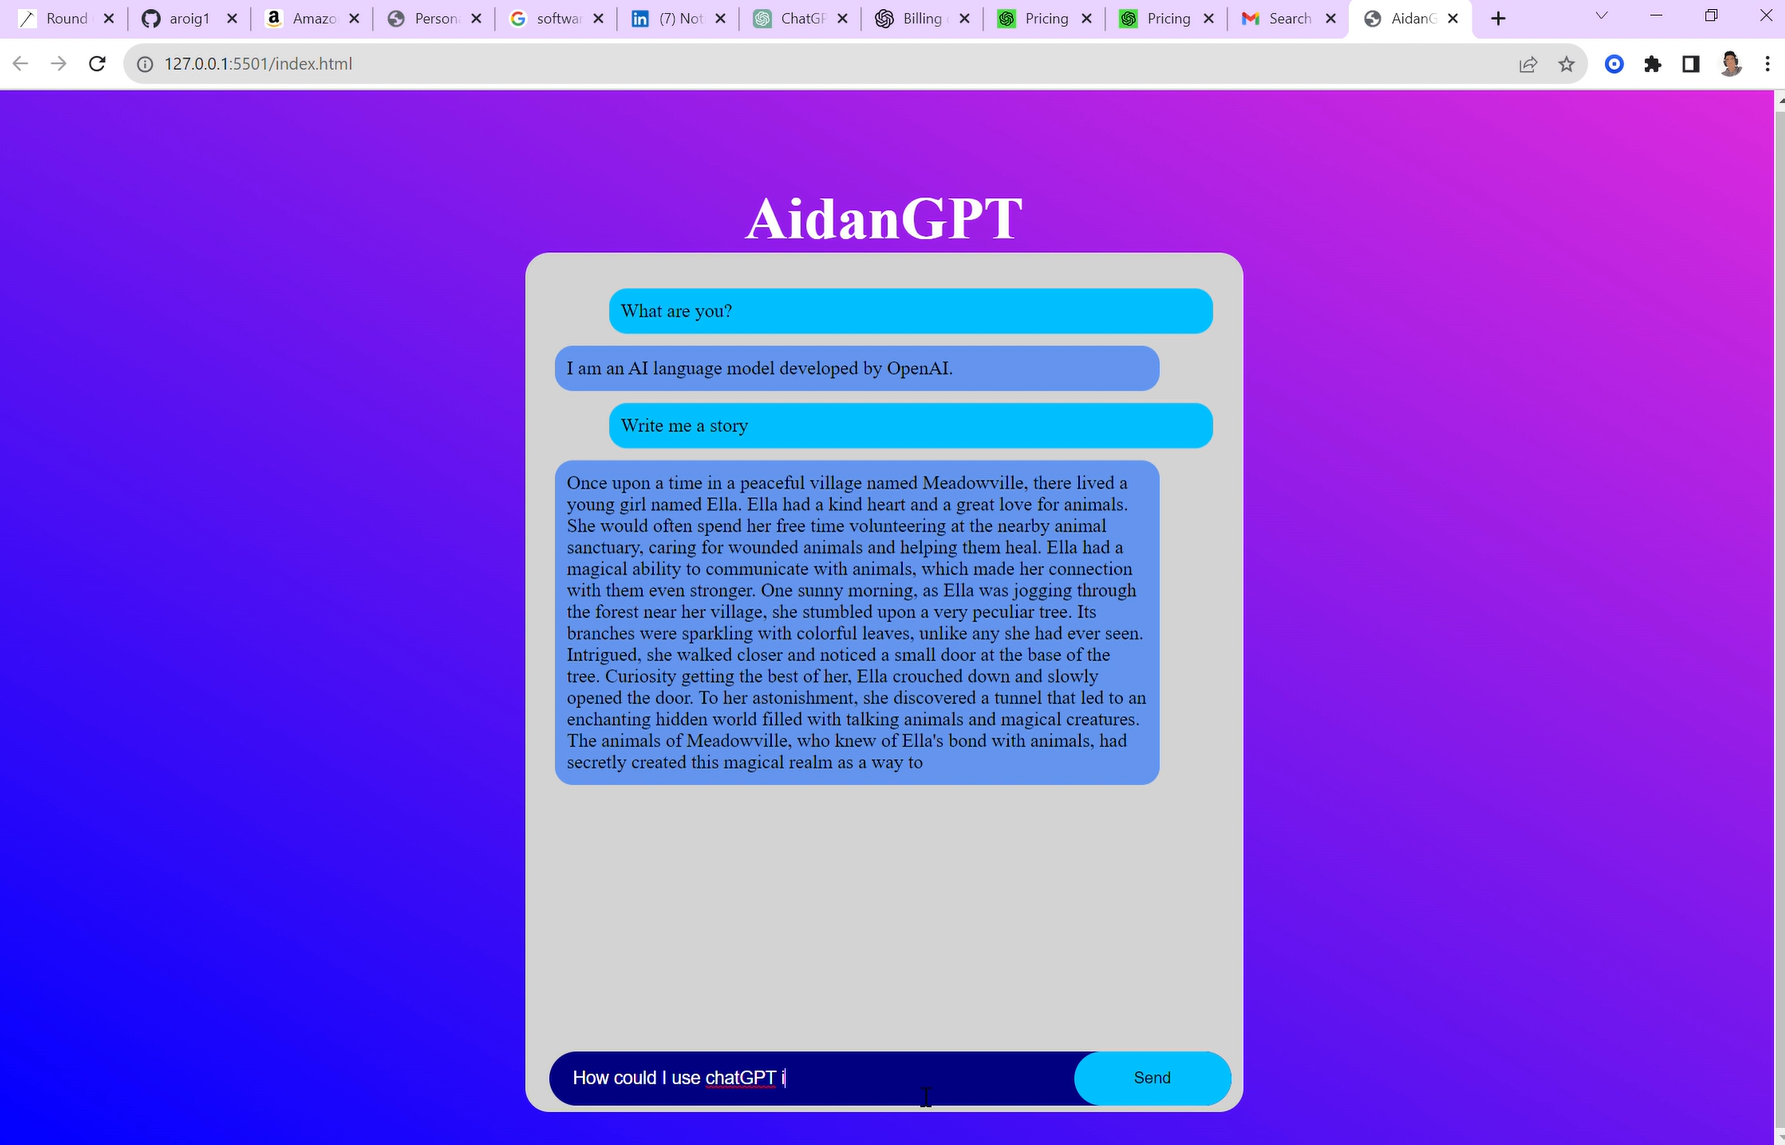 Round
aroig1
Amazo
Person
softwar
(7) Not
ChatGP
Billing
Pricing
Pricing
Search
AidanG
127.0.0.1:5501/index.html
AidanGPT
What are you?
I am an AI language model developed by OpenAI.
Write me a story
Once upon a time in a peaceful village named Meadowville, there lived a
young girl named Ella. Ella had a kind heart and a great love for animals.
She would often spend her free time volunteering at the nearby animal
sanctuary, caring for wounded animals and helping them heal. Ella had a
magical ability to communicate with animals, which made her connection
with them even stronger. One sunny morning, as Ella was jogging through
the forest near her village, she stumbled upon a very peculiar tree. Its
branches were sparkling with colorful leaves, unlike any she had ever seen.
Intrigued, she walked closer and noticed a small door at the base of the
tree. Curiosity getting the best of her, Ella crouched down and slowly
opened the door. To her astonishment, she discovered a tunnel that led to an
enchanting hidden world filled with talking animals and magical creatures.
The animals of Meadowville, who knew of Ella's bond with animals, had
secretly created this magical realm as a way to
How could I use chatGPT i
Send